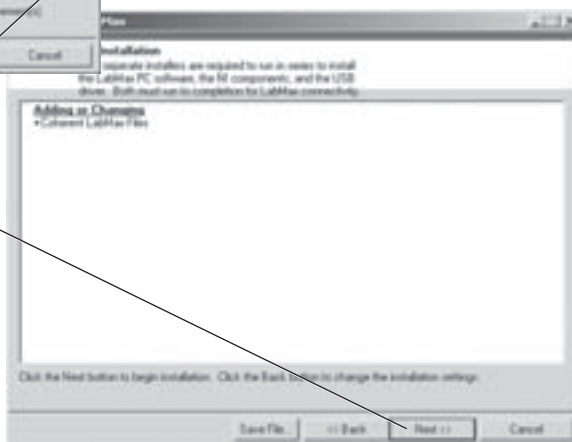 Cancel
Max
Installation
separate installers are required to run in series to install
the LabMax PC software, the NI components, and the USB
driver. Both must run to completion for LabMax connectivity.
Adding or Changing
•Coherent LabMax Files
Click the Next button to begin installation. Click the Back button to change the installation settings.
Save File... << Back Next >> Cancel